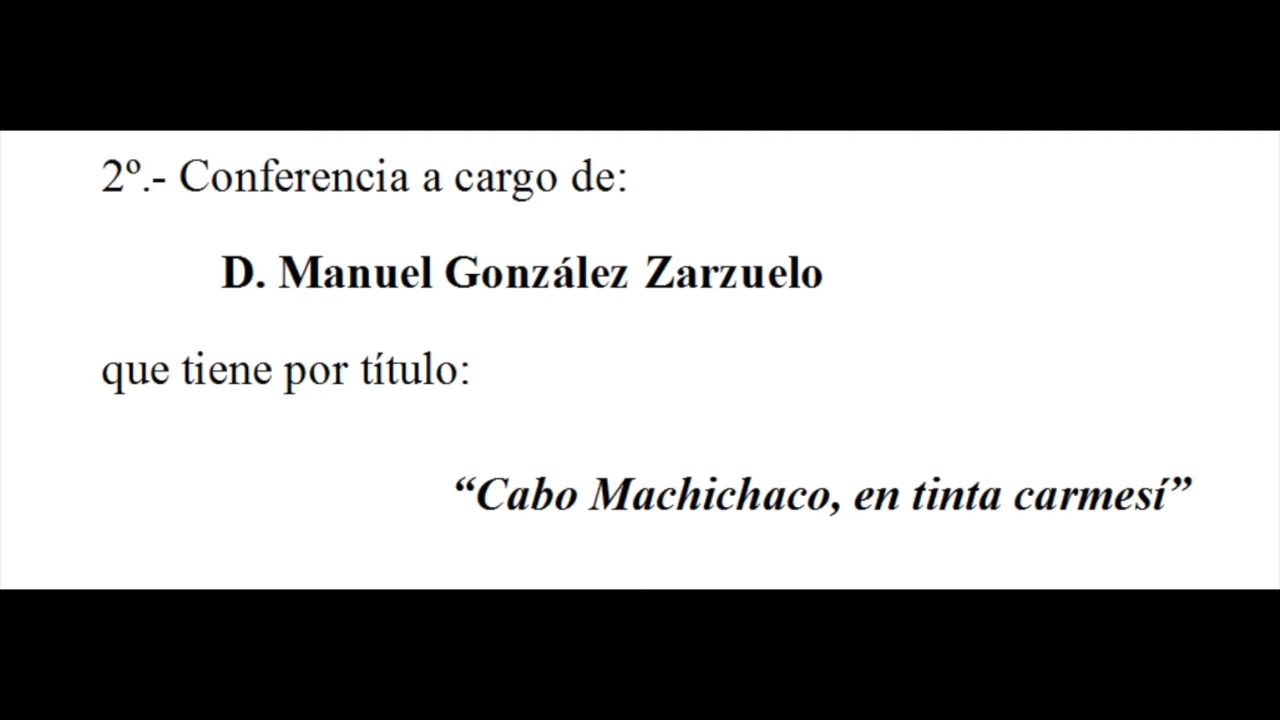 2º.- Conferencia a cargo de:
D. Manuel González Zarzuelo
que tiene por título:
“Cabo Machichaco, en tinta carmesí”